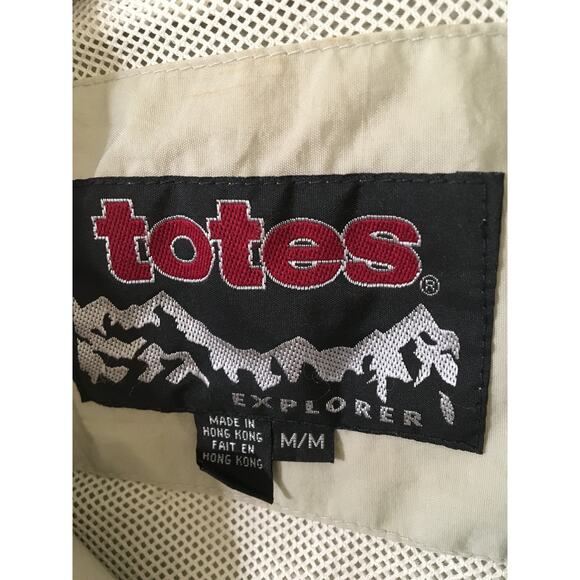 totes®
EXPLORER
MADE IN
HONG KONG
FAIT EN
HONG KONG
M/M